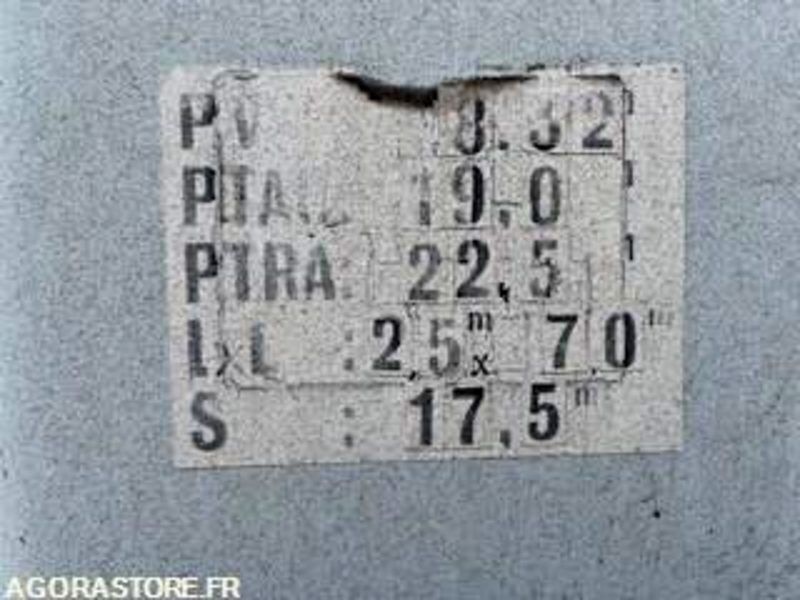 PV 8.32
PTAC 19,0
PTRA: 22,5
LxL : 2,5m x 7,0m
S : 17,5m
AGORASTORE.FR